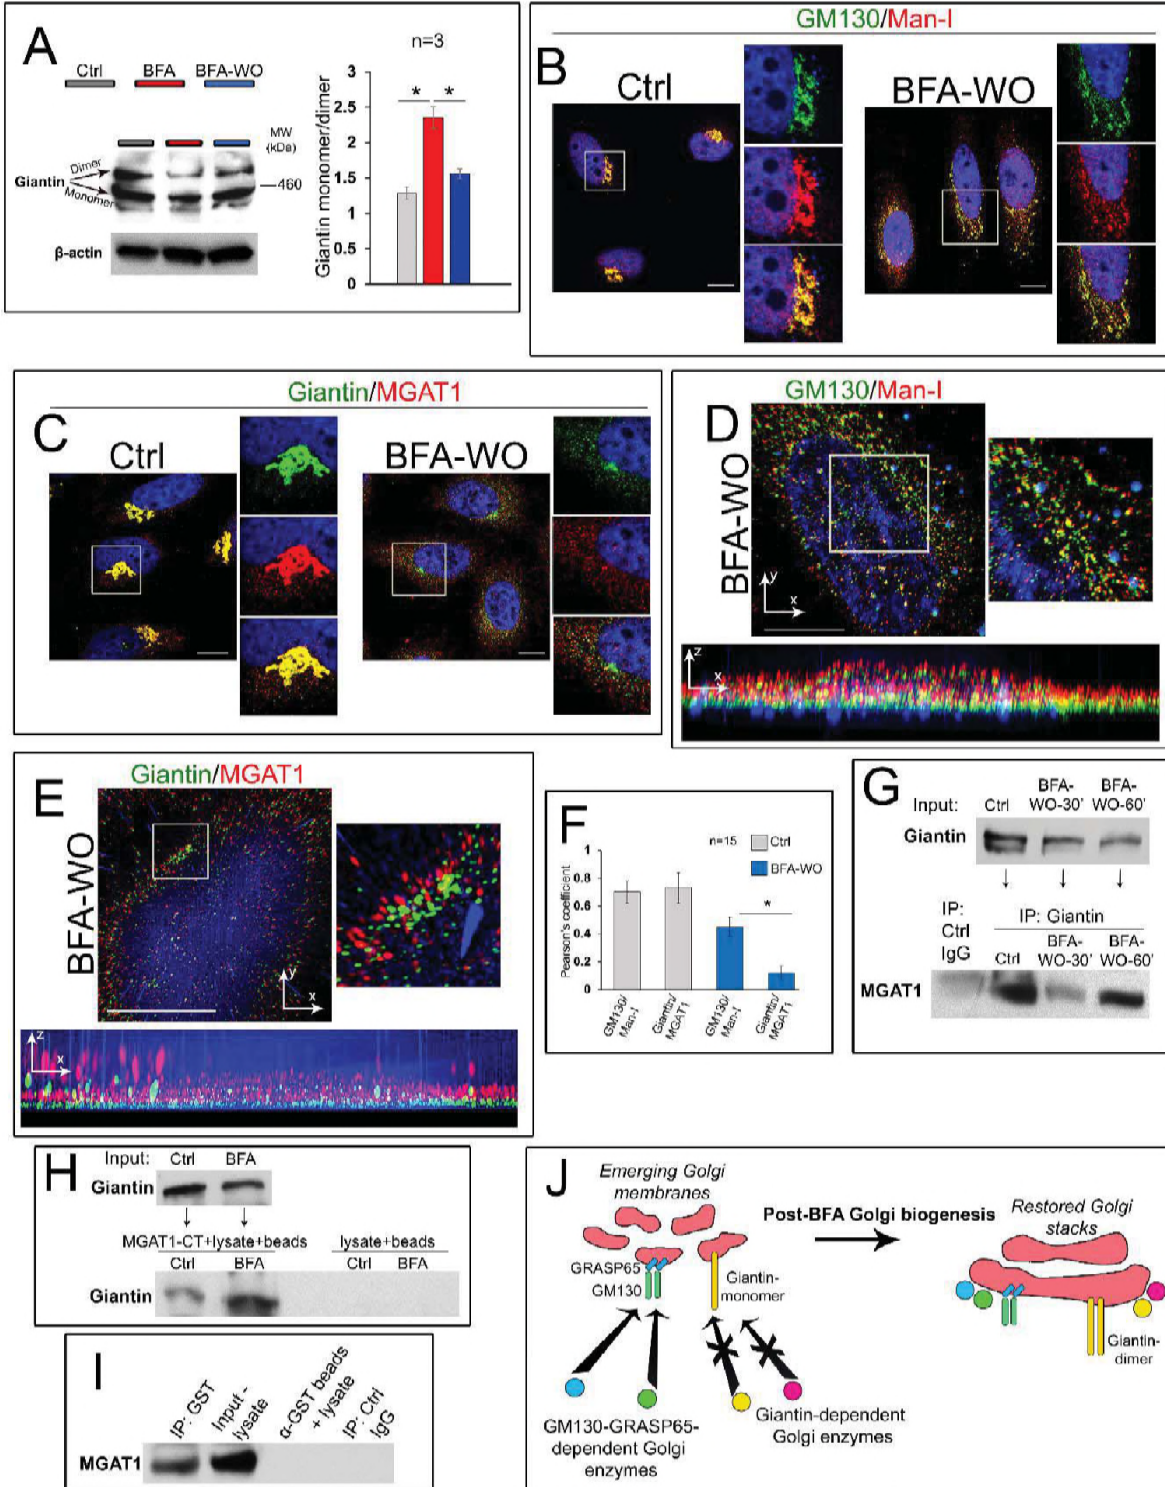 A
Ctrl BFA BFA-WO
n=3
MW
(kDa)
Dimer
Giantin
Monomer
460
β-actin
Giantin monomer/dimer
3
2.5
2
1.5
1
0.5
0
* *
GM130/Man-I
B
Ctrl
BFA-WO
Giantin/MGAT1
C
Ctrl
BFA-WO
GM130/Man-I
D
BFA-WO
y
x
z
x
Giantin/MGAT1
E
BFA-WO
y
x
z
x
F
n=15
Ctrl
BFA-WO
Pearson's coefficient
1
0.8
0.6
0.4
0.2
0
*
GM130/
Man-I
Giantin/
MGAT1
GM130/
Man-I
Giantin/
MGAT1
G
Input: Ctrl BFA-WO-30' BFA-WO-60'
Giantin
IP:
Ctrl
IgG
IP: Giantin
Ctrl BFA-WO-30' BFA-WO-60'
MGAT1
H
Input: Ctrl BFA
Giantin
MGAT1-CT+lysate+beads lysate+beads
Ctrl BFA Ctrl BFA
Giantin
I
IP: GST
Input -
lysate
α-GST beads
+ lysate
IP: Ctrl
IgG
MGAT1
J
Emerging Golgi
membranes
Post-BFA Golgi biogenesis
Restored Golgi
stacks
GRASP65
GM130
Giantin-
monomer
Giantin-
dimer
GM130-GRASP65-
dependent Golgi
enzymes
Giantin-dependent
Golgi enzymes